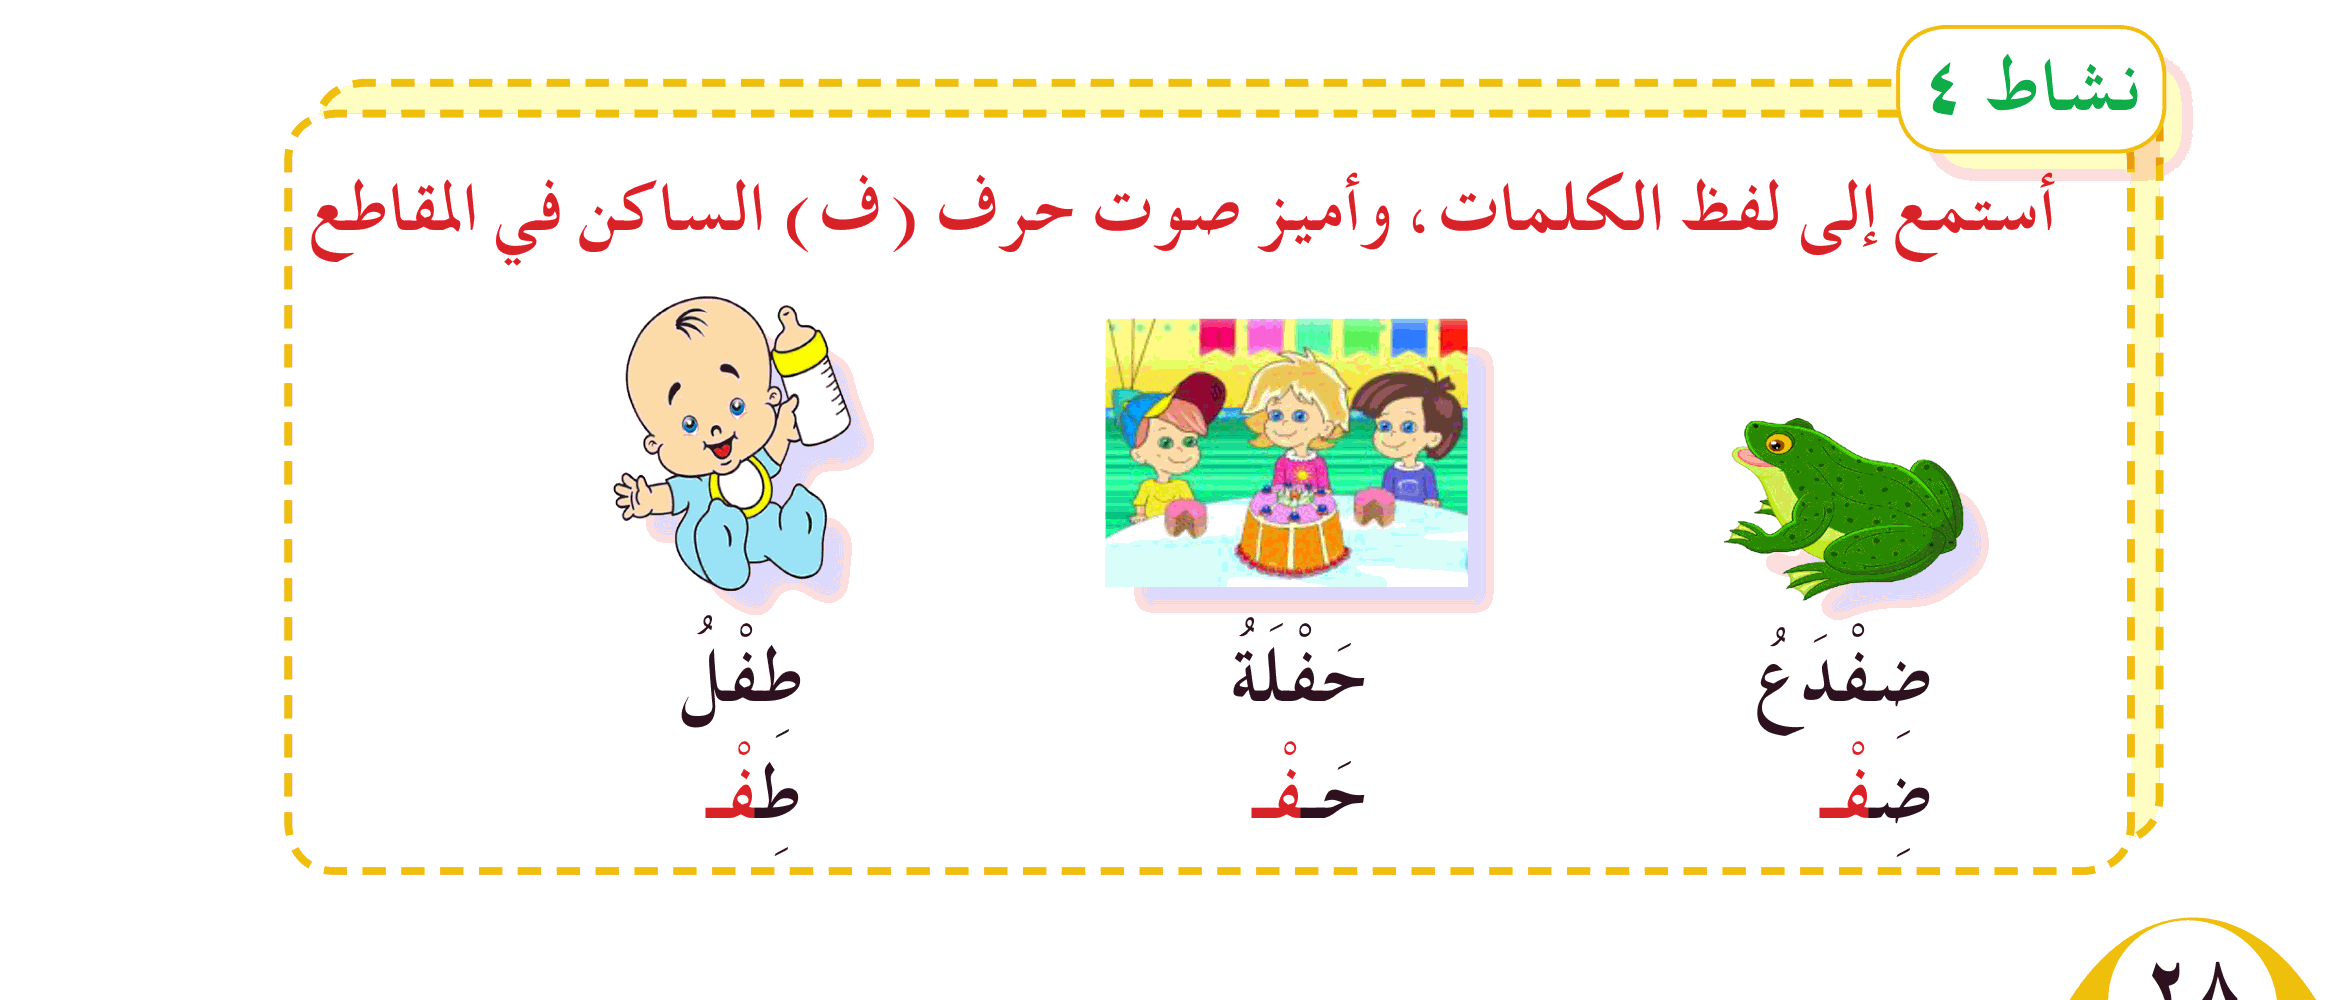 نشاط ٤
أستمع إلى لفظ الكلمات، وأميز صوت حرف (ف) الساكن في المقاطع
ضِفْدَعُ حَفْلَةُ طِفْلُ
ضِفْـ حَفْـ طِفْـ
٢٨